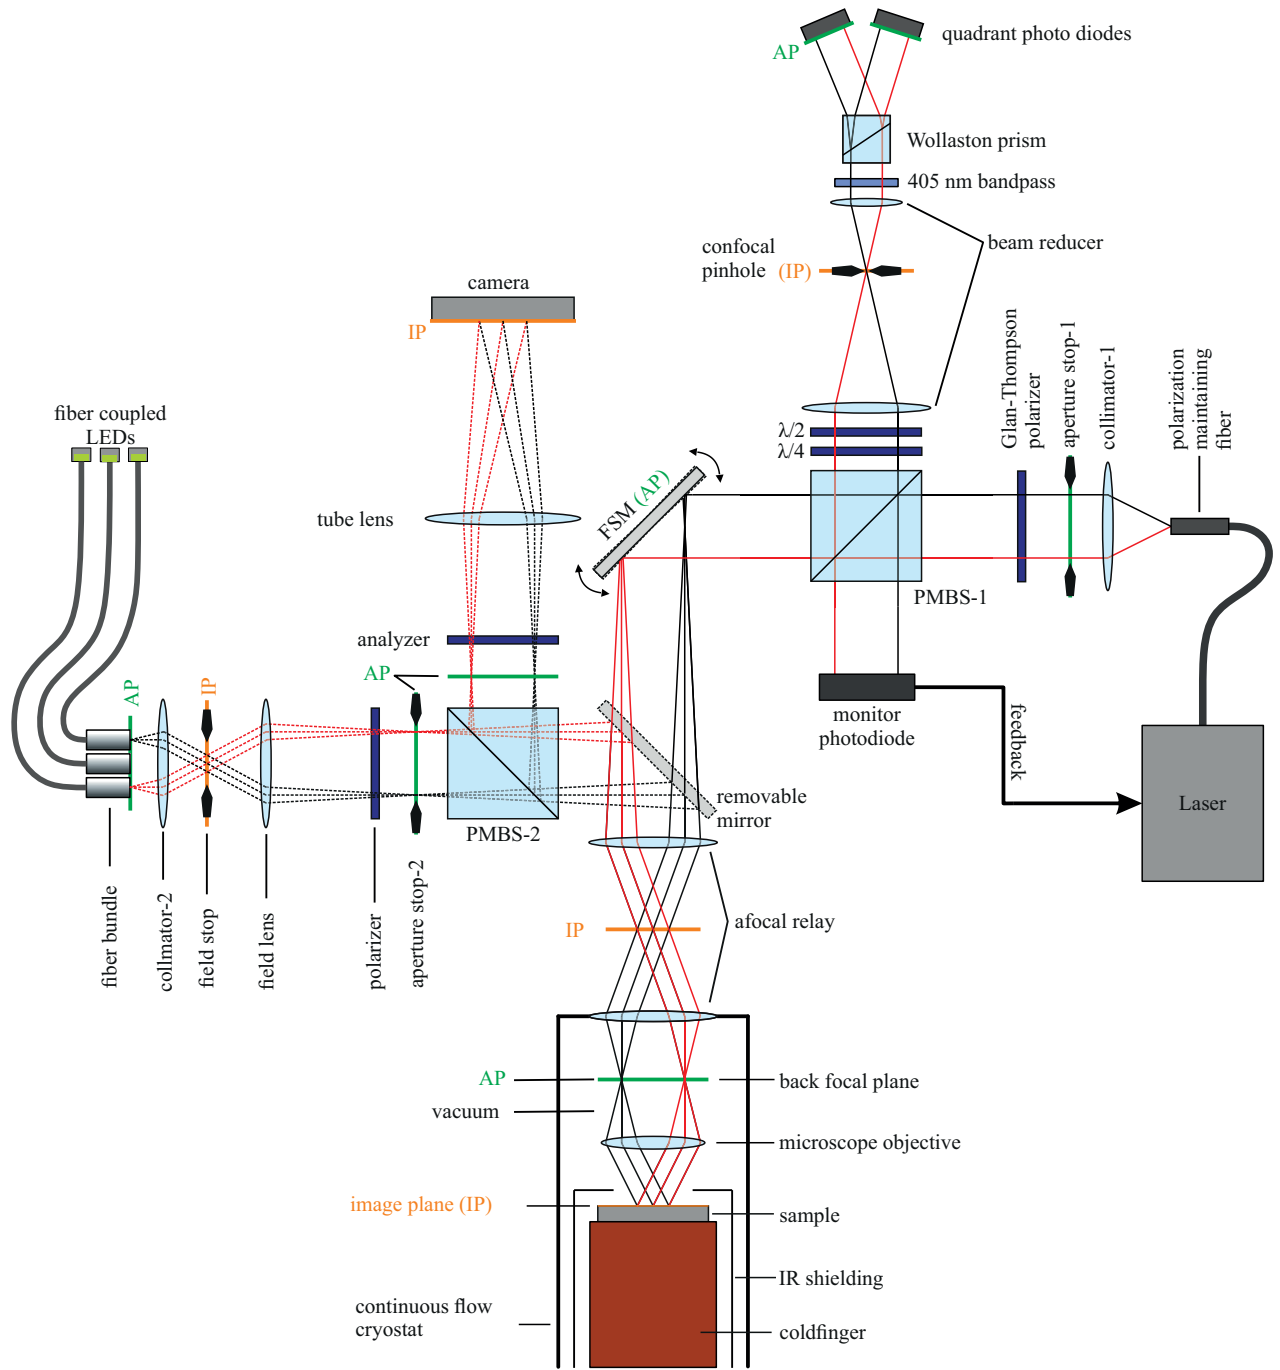 quadrant photo diodes
AP
Wollaston prism
405 nm bandpass
beam reducer
confocal
pinhole (IP)
camera
IP
fiber coupled
LEDs
tube lens
λ/2
λ/4
Glan-Thompson
polarizer
aperture stop-1
collimator-1
polarization
maintaining
fiber
FSM (AP)
PMBS-1
analyzer
AP
AP
IP
monitor
photodiode
feedback
Laser
removable
mirror
PMBS-2
fiber bundle
collmator-2
field stop
field lens
polarizer
aperture stop-2
afocal relay
IP
AP
back focal plane
vacuum
microscope objective
image plane (IP)
sample
IR shielding
continuous flow
cryostat
coldfinger